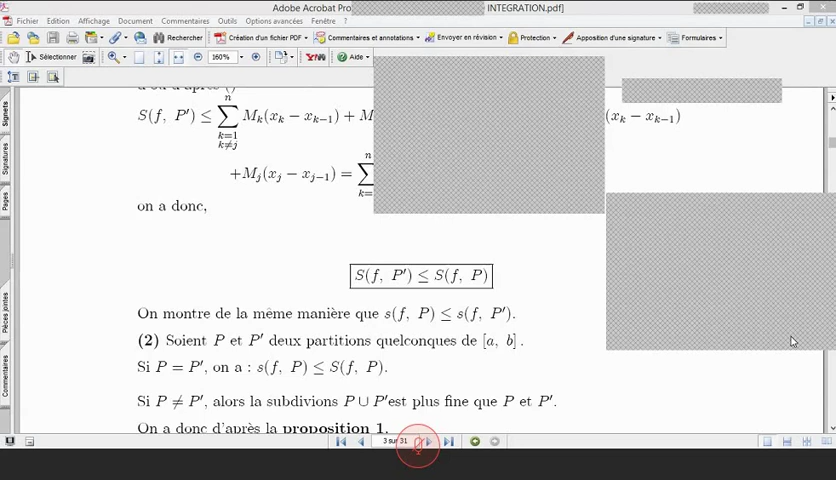 Adobe Acrobat Pro
INTEGRATION.pdf]
Fichier Edition Affichage Document Commentaires Outils Options avancées Fenêtre ?
Rechercher Création d'un fichier PDF Commentaires et annotations Envoyer en révision Protection Apposition d'une signature Formulaires
Sélectionner 160% Aide
Signets
Signatures
Pages
Pièces jointes
Commentaires
d'où d'après ()
S(f, P′) ≤ ∑_{k=1, k≠j}^{n} M_k(x_k − x_{k−1}) + M (x_k − x_{k−1})
+M_j(x_j − x_{j−1}) = ∑
on a donc,
S(f, P′) ≤ S(f, P)
On montre de la même manière que s(f, P) ≤ s(f, P′).
(2) Soient P et P′ deux partitions quelconques de [a, b] .
Si P = P′, on a : s(f, P) ≤ S(f, P).
Si P ≠ P′, alors la subdivions P ∪ P′est plus fine que P et P′.
On a donc d'après la proposition 1.
3 sur 31